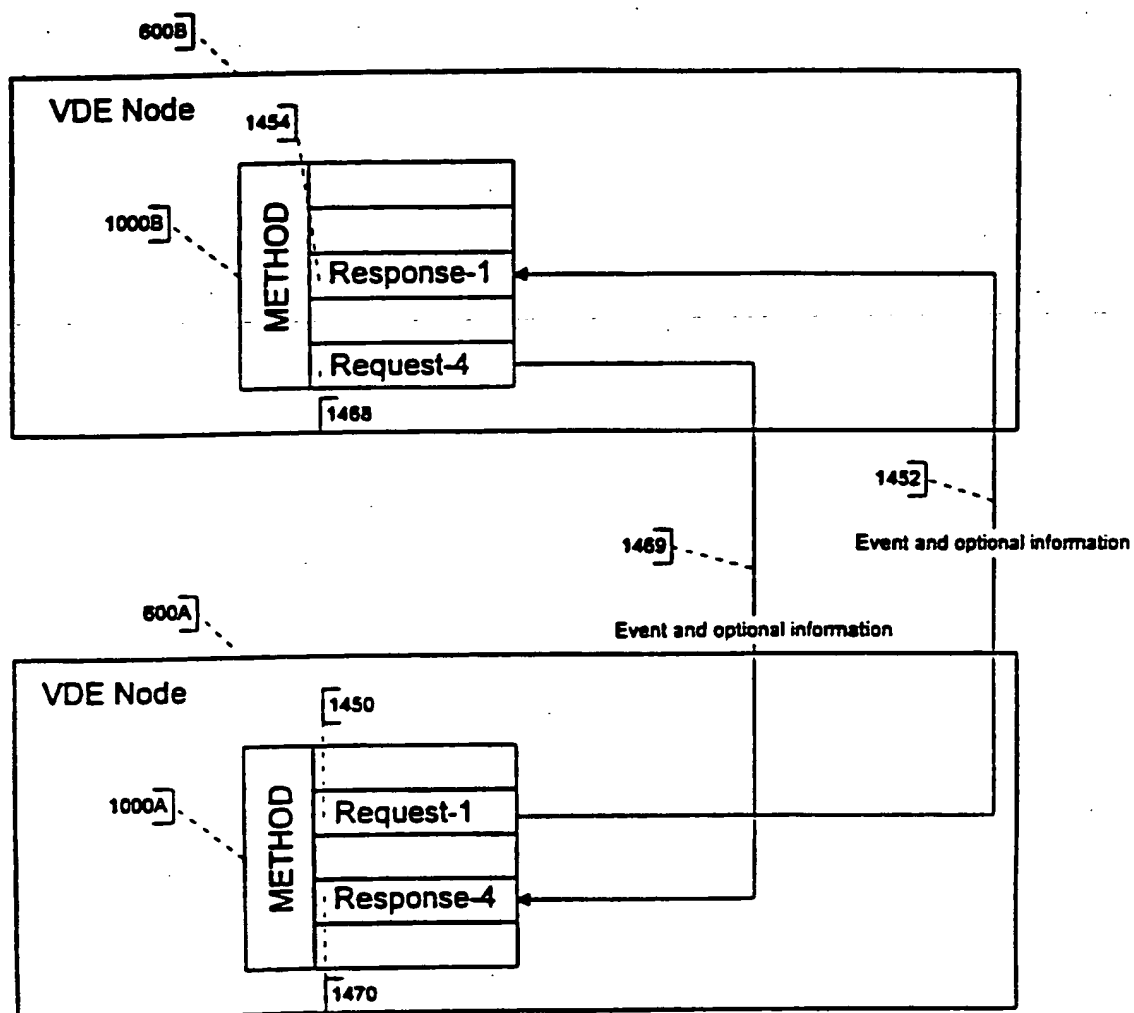 600B
VDE Node
1454
1000B
METHOD
Response-1
Request-4
1468
1452
1469
Event and optional information
600A
Event and optional information
VDE Node
1450
1000A
METHOD
Request-1
Response-4
1470